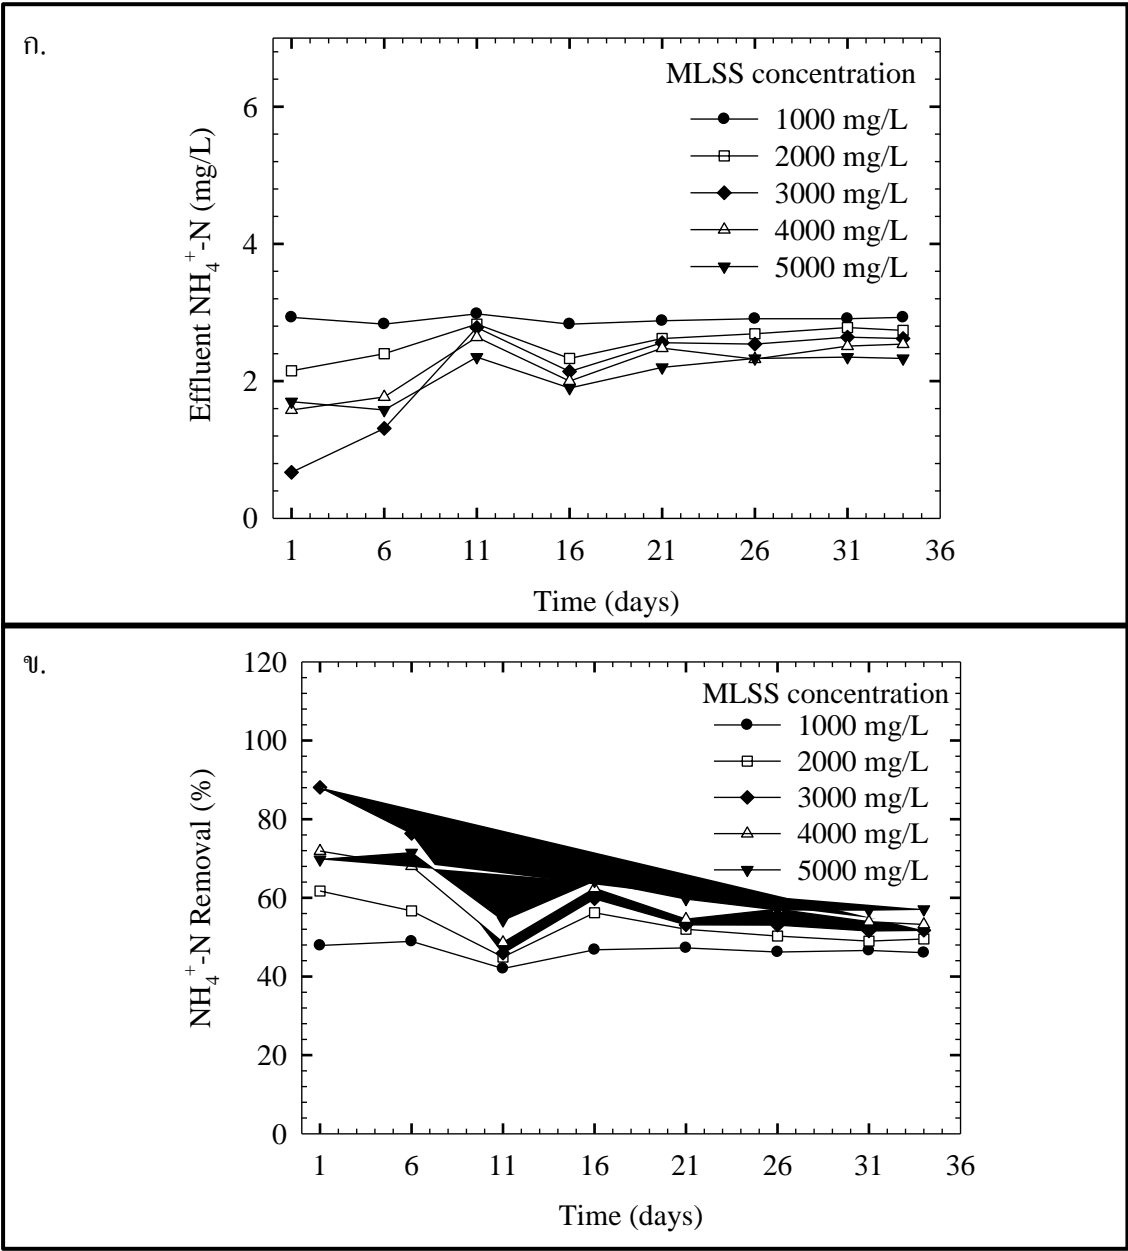 ก.
MLSS concentration
1000 mg/L
2000 mg/L
3000 mg/L
4000 mg/L
5000 mg/L
Effluent NH₄⁺-N (mg/L)
6
4
2
0
1 6 11 16 21 26 31 36
Time (days)
ข.
MLSS concentration
1000 mg/L
2000 mg/L
3000 mg/L
4000 mg/L
5000 mg/L
NH₄⁺-N Removal (%)
120
100
80
60
40
20
0
1 6 11 16 21 26 31 36
Time (days)